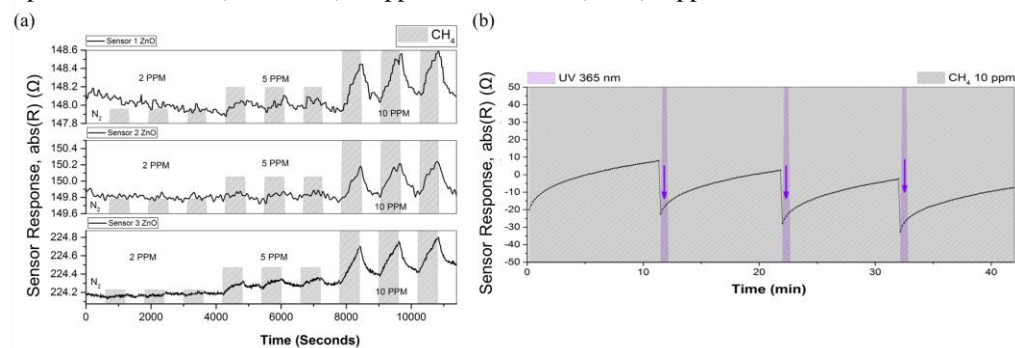 (a)
Sensor 1 ZnO
CH4
Sensor Response, abs(R) (Ω)
148.6
148.4
148.2
148.0
147.8
2 PPM
5 PPM
10 PPM
N2
Sensor 2 ZnO
150.5
150.2
149.9
149.6
2 PPM
5 PPM
10 PPM
N2
Sensor 3 ZnO
224.8
224.6
224.4
224.2
2 PPM
5 PPM
10 PPM
N2
0 2000 4000 6000 8000 10000
Time (Seconds)
(b)
UV 365 nm
CH4 10 ppm
Sensor Response, abs(R) (Ω)
50
40
30
20
10
0
-10
-20
-30
-40
-50
0 10 20 30 40
Time (min)